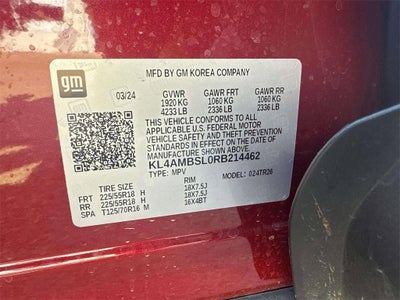 MFD BY GM KOREA COMPANY
gm
03/24 GVWR GAWR FRT GAWR RR
1920 KG 1060 KG 1060 KG
4233 LB 2336 LB 2336 LB
THIS VEHICLE CONFORMS TO ALL APPLICABLE
U.S. FEDERAL MOTOR
VEHICLE SAFETY AND THEFT PREVENTION
STANDARDS IN EFFECT ON THE DATE OF
MANUFACTURE SHOWN ABOVE.
KL4AMBSL0RB214462
TYPE: MPV MODEL: 024TR26
TIRE SIZE RIM
FRT 225/55R18 H 18X7.5J
RR 225/55R18 H 18X7.5J
SPA T125/70R16 M 16X4BT